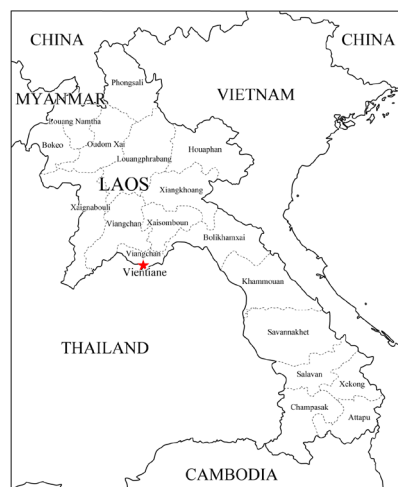 CHINA
CHINA
Phongsali
MYANMAR
VIETNAM
Louang Namtha
Bokeo
Oudom Xai
Houaphan
Louangphrabang
LAOS
Xiangkhoang
Xaignabouli
Viangchan
Xaisomboun
Bolikhamxai
Viangchan
Vientiane
Khammouan
Savannakhet
THAILAND
Salavan
Xekong
Champasak
Attapu
CAMBODIA